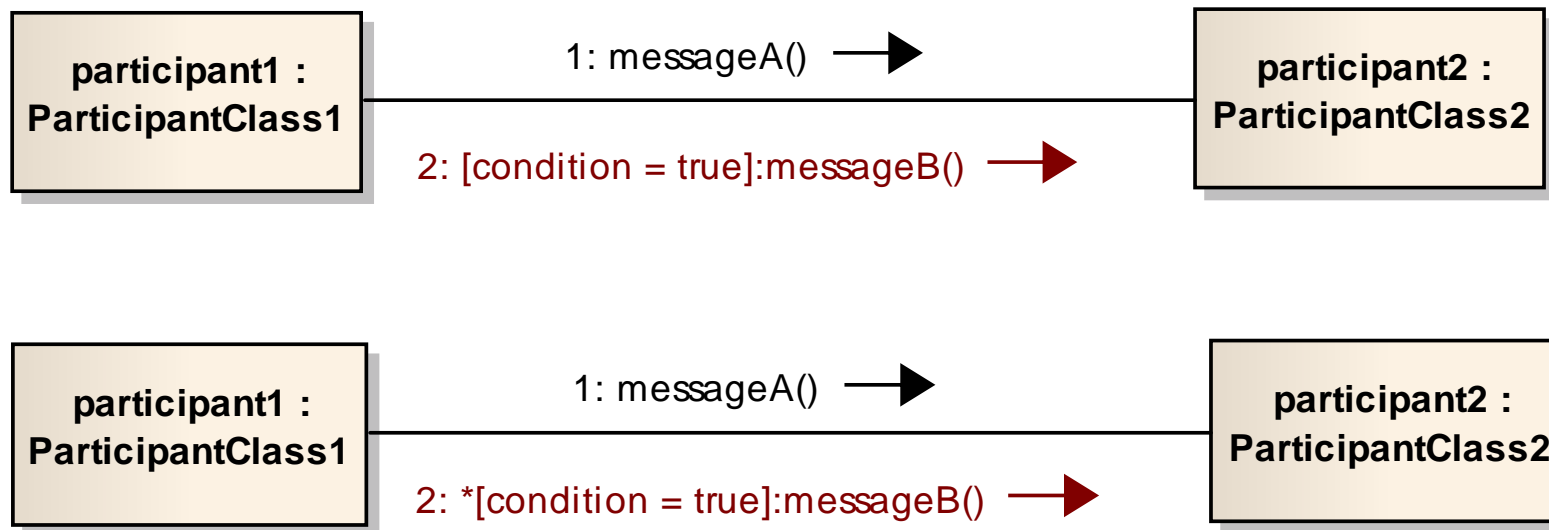 1: messageA()
participant1 :
ParticipantClass1
participant2 :
ParticipantClass2
2: [condition = true]:messageB()
1: messageA()
participant1 :
ParticipantClass1
participant2 :
ParticipantClass2
2: *[condition = true]:messageB()